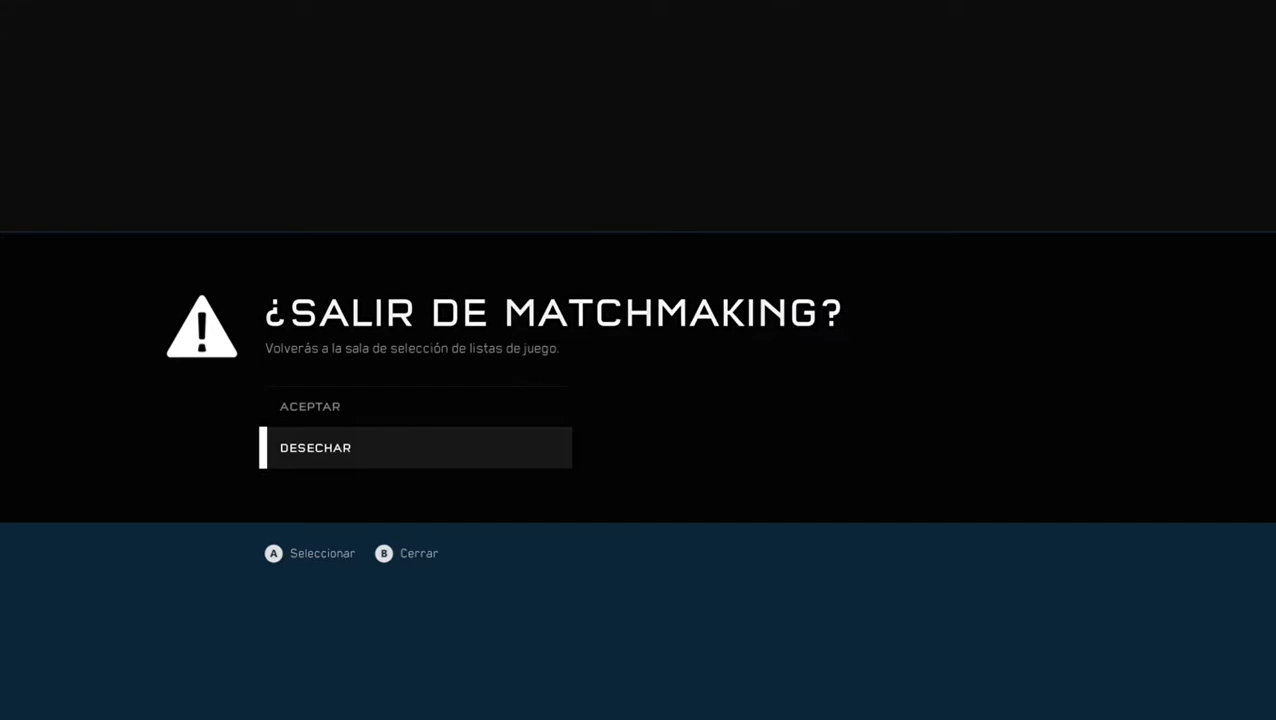 ¿SALIR DE MATCHMAKING?
Volverás a la sala de selección de listas de juego.
ACEPTAR
DESECHAR
A Seleccionar B Cerrar